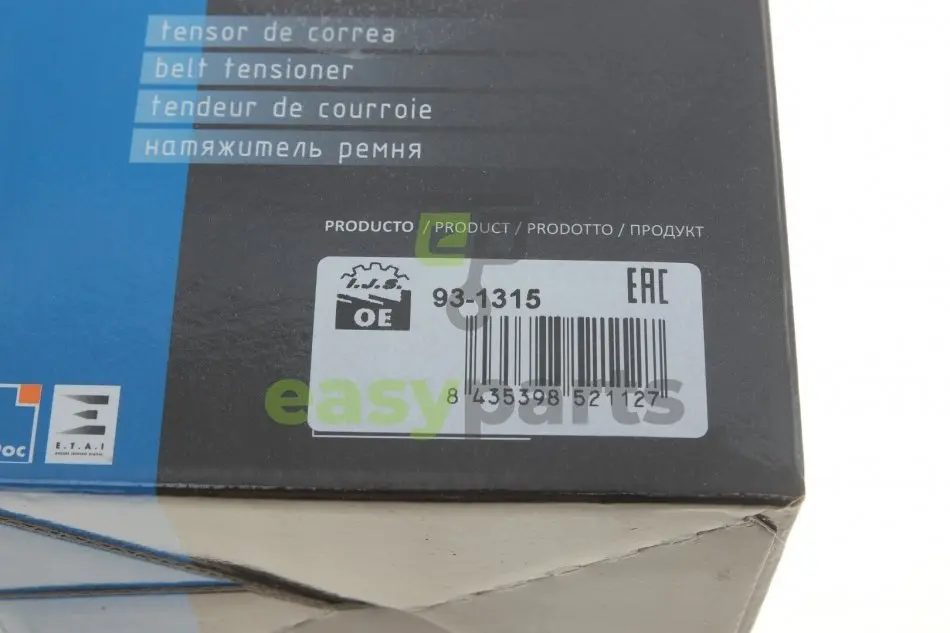 tensor de correa
belt tensioner
tendeur de courroie
натяжитель ремня
PRODUCTO / PRODUCT / PRODOTTO / ПРОДУКТ
I.J.S.
OE
93-1315
EAC
8 435398 521127
easyparts
E.T.A.I